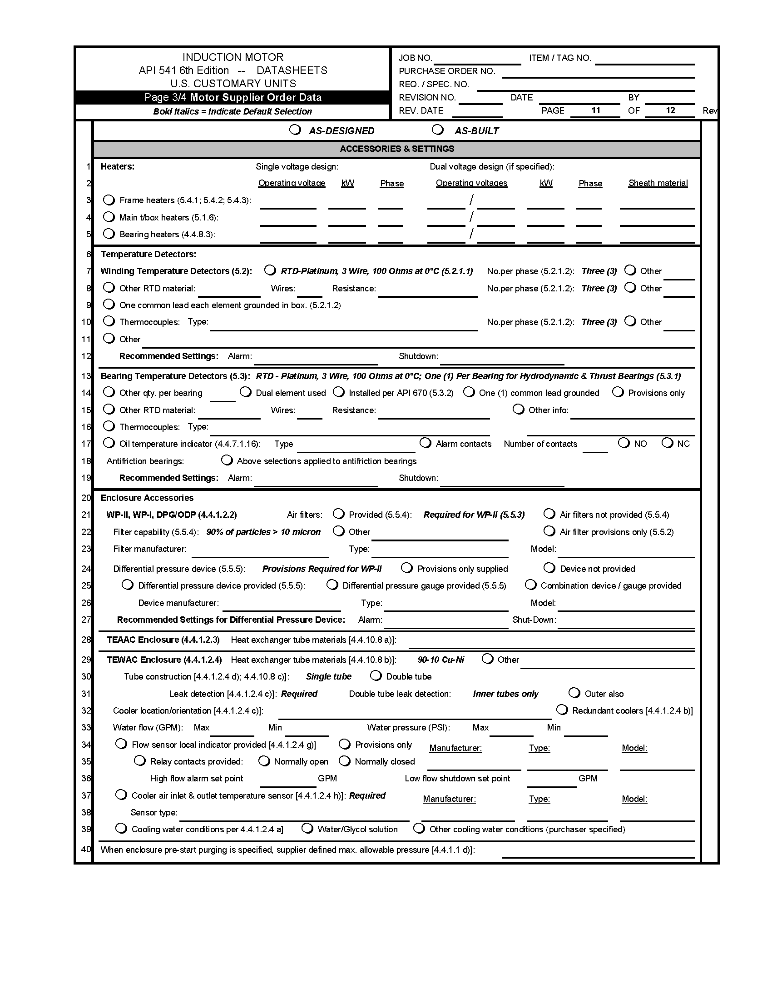 INDUCTION MOTOR
API 541 6th Edition -- DATASHEETS
U.S. CUSTOMARY UNITS
Page 3/4 Motor Supplier Order Data
Bold Italics = Indicate Default Selection
JOB NO. ITEM / TAG NO.
PURCHASE ORDER NO.
REQ. / SPEC. NO.
REVISION NO. DATE BY
REV. DATE PAGE 11 OF 12 Rev
AS-DESIGNED AS-BUILT
ACCESSORIES & SETTINGS
1 Heaters: Single voltage design: Dual voltage design (if specified):
2 Operating voltage kW Phase Operating voltages kW Phase Sheath material
3 Frame heaters (5.4.1; 5.4.2; 5.4.3): /
4 Main t/box heaters (5.1.6): /
5 Bearing heaters (4.4.8.3): /
6 Temperature Detectors:
7 Winding Temperature Detectors (5.2): RTD-Platinum, 3 Wire, 100 Ohms at 0°C (5.2.1.1) No.per phase (5.2.1.2): Three (3) Other
8 Other RTD material: Wires: Resistance: No.per phase (5.2.1.2): Three (3) Other
9 One common lead each element grounded in box. (5.2.1.2)
10 Thermocouples: Type: No.per phase (5.2.1.2): Three (3) Other
11 Other
12 Recommended Settings: Alarm: Shutdown:
13 Bearing Temperature Detectors (5.3): RTD - Platinum, 3 Wire, 100 Ohms at 0°C; One (1) Per Bearing for Hydrodynamic & Thrust Bearings (5.3.1)
14 Other qty. per bearing Dual element used Installed per API 670 (5.3.2) One (1) common lead grounded Provisions only
15 Other RTD material: Wires: Resistance: Other info:
16 Thermocouples: Type:
17 Oil temperature indicator (4.4.7.1.16): Type Alarm contacts Number of contacts NO NC
18 Antifriction bearings: Above selections applied to antifriction bearings
19 Recommended Settings: Alarm: Shutdown:
20 Enclosure Accessories
21 WP-II, WP-I, DPG/ODP (4.4.1.2.2) Air filters: Provided (5.5.4): Required for WP-II (5.5.3) Air filters not provided (5.5.4)
22 Filter capability (5.5.4): 90% of particles > 10 micron Other Air filter provisions only (5.5.2)
23 Filter manufacturer: Type: Model:
24 Differential pressure device (5.5.5): Provisions Required for WP-II Provisions only supplied Device not provided
25 Differential pressure device provided (5.5.5): Differential pressure gauge provided (5.5.5) Combination device / gauge provided
26 Device manufacturer: Type: Model:
27 Recommended Settings for Differential Pressure Device: Alarm: Shut-Down:
28 TEAAC Enclosure (4.4.1.2.3) Heat exchanger tube materials [4.4.10.8 a)]:
29 TEWAC Enclosure (4.4.1.2.4) Heat exchanger tube materials [4.4.10.8 b)]: 90-10 Cu-Ni Other
30 Tube construction [4.4.1.2.4 d); 4.4.10.8 c)]: Single tube Double tube
31 Leak detection [4.4.1.2.4 c)]: Required Double tube leak detection: Inner tubes only Outer also
32 Cooler location/orientation [4.4.1.2.4 c)]: Redundant coolers [4.4.1.2.4 b)]
33 Water flow (GPM): Max Min Water pressure (PSI): Max Min
34 Flow sensor local indicator provided [4.4.1.2.4 g)] Provisions only Manufacturer: Type: Model:
35 Relay contacts provided: Normally open Normally closed
36 High flow alarm set point GPM Low flow shutdown set point GPM
37 Cooler air inlet & outlet temperature sensor [4.4.1.2.4 h)]: Required Manufacturer: Type: Model:
38 Sensor type:
39 Cooling water conditions per 4.4.1.2.4 a] Water/Glycol solution Other cooling water conditions (purchaser specified)
40 When enclosure pre-start purging is specified, supplier defined max. allowable pressure [4.4.1.1 d)]: